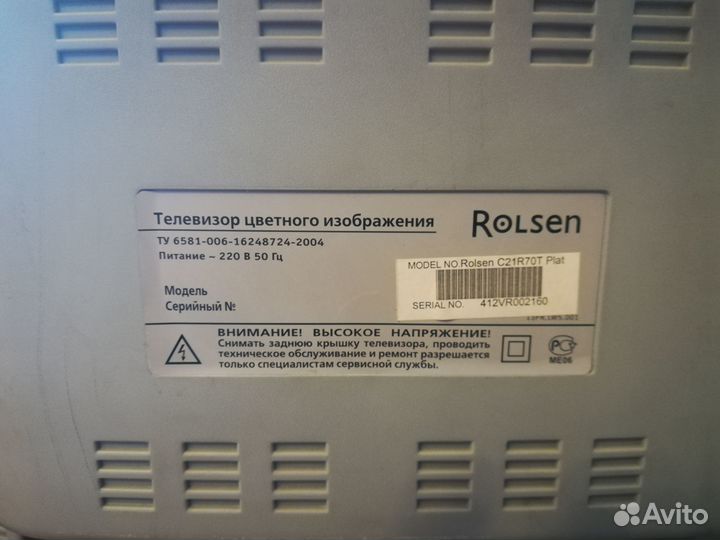 Телевизор цветного изображения
ROLSEN
ТУ 6581-006-16248724-2004
Питание ~ 220 В 50 Гц
MODEL NO.Rolsen C21R70T Plat
Модель
Серийный №
SERIAL NO. 412VR002160
ВНИМАНИЕ! ВЫСОКОЕ НАПРЯЖЕНИЕ!
Снимать заднюю крышку телевизора, проводить
техническое обслуживание и ремонт разрешается
только специалистам сервисной службы.
МЕ06
Avito